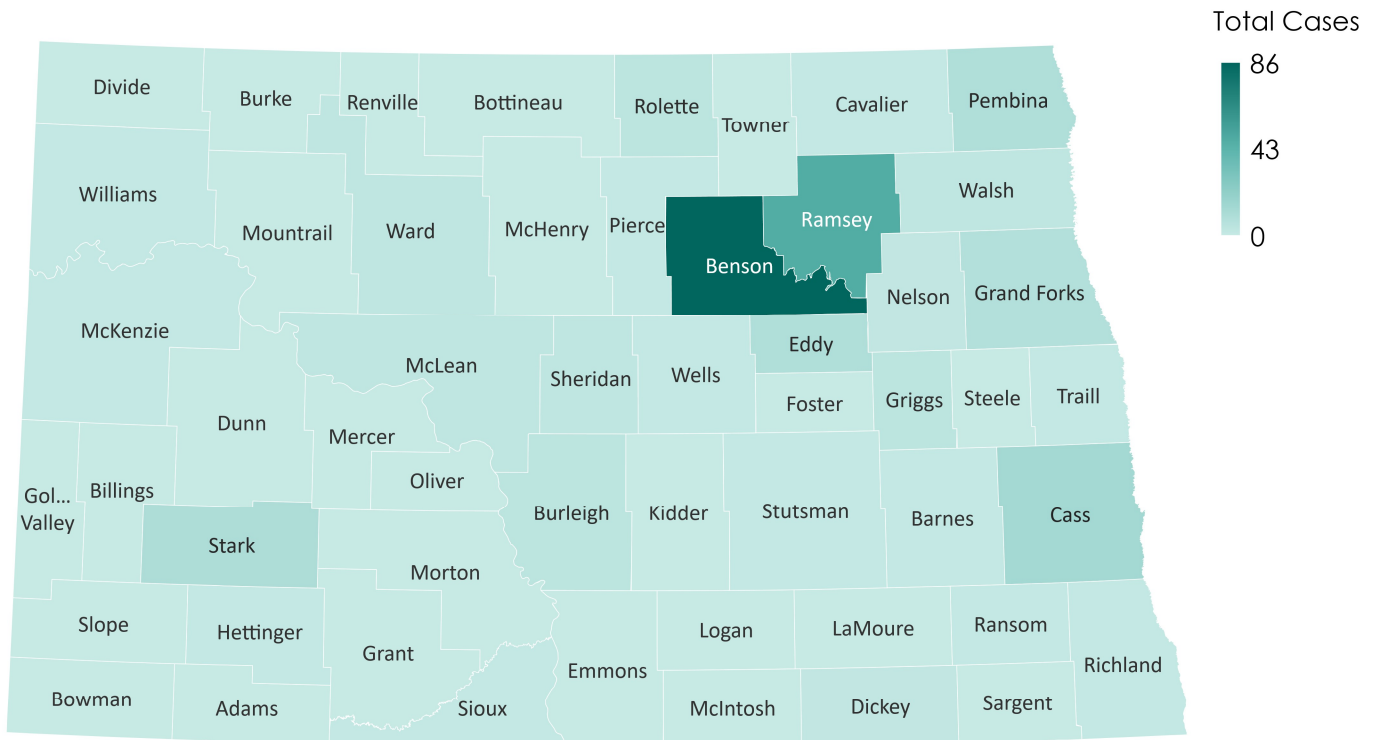 Total Cases
86
43
0
Divide
Burke
Renville
Bottineau
Rolette
Towner
Cavalier
Pembina
Williams
Mountrail
Ward
McHenry
Pierce
Benson
Ramsey
Walsh
McKenzie
McLean
Sheridan
Wells
Eddy
Foster
Nelson
Grand Forks
Griggs
Steele
Traill
Dunn
Mercer
Oliver
Gol...
Valley
Billings
Stark
Morton
Burleigh
Kidder
Stutsman
Barnes
Cass
Slope
Hettinger
Grant
Emmons
Logan
LaMoure
Ransom
Richland
Bowman
Adams
Sioux
McIntosh
Dickey
Sargent